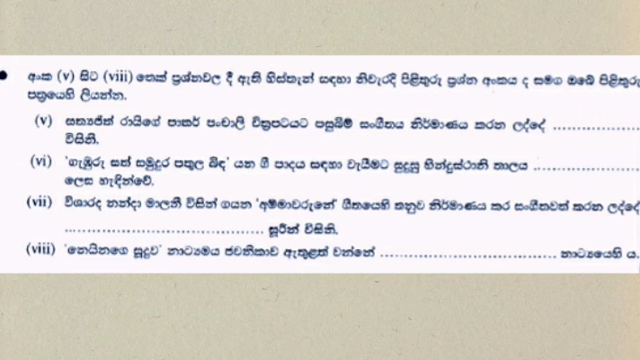 අංක (v) සිට (viii) තෙක් ප්‍රශ්නවල දී ඇති හිස්තැන් සඳහා නිවැරදි පිළිතුරු ප්‍රශ්න අංකය ද සමග ඔබේ පිළිතුරු
පත්‍රයෙහි ලියන්න.
(v) සත්‍යජිත් රායිගේ පාතර් පංචාලි චිත්‍රපටයට පසුබිම් සංගීතය නිර්මාණය කරන ලද්දේ ....................
විසිනි.
(vi) 'ගැඹුරු සත් සමුදුර පතුල බිඳ' යන ගී පාදය සඳහා වැයීමට සුදුසු හින්දුස්ථානි තාලය ....................
ලෙස හැඳින්වේ.
(vii) විශාරද නන්දා මාලනී විසින් ගයන 'අම්මාවරුනේ' ගීතයෙහි තනුව නිර්මාණය කර සංගීතවත් කරන ලද්දේ
........................................ සූරීන් විසිනි.
(viii) 'නෙයිනගෙ සූදුව' නාට්‍යමය ජවනිකාව ඇතුළත් වන්නේ ........................................ නාට්‍යයෙහි ය.